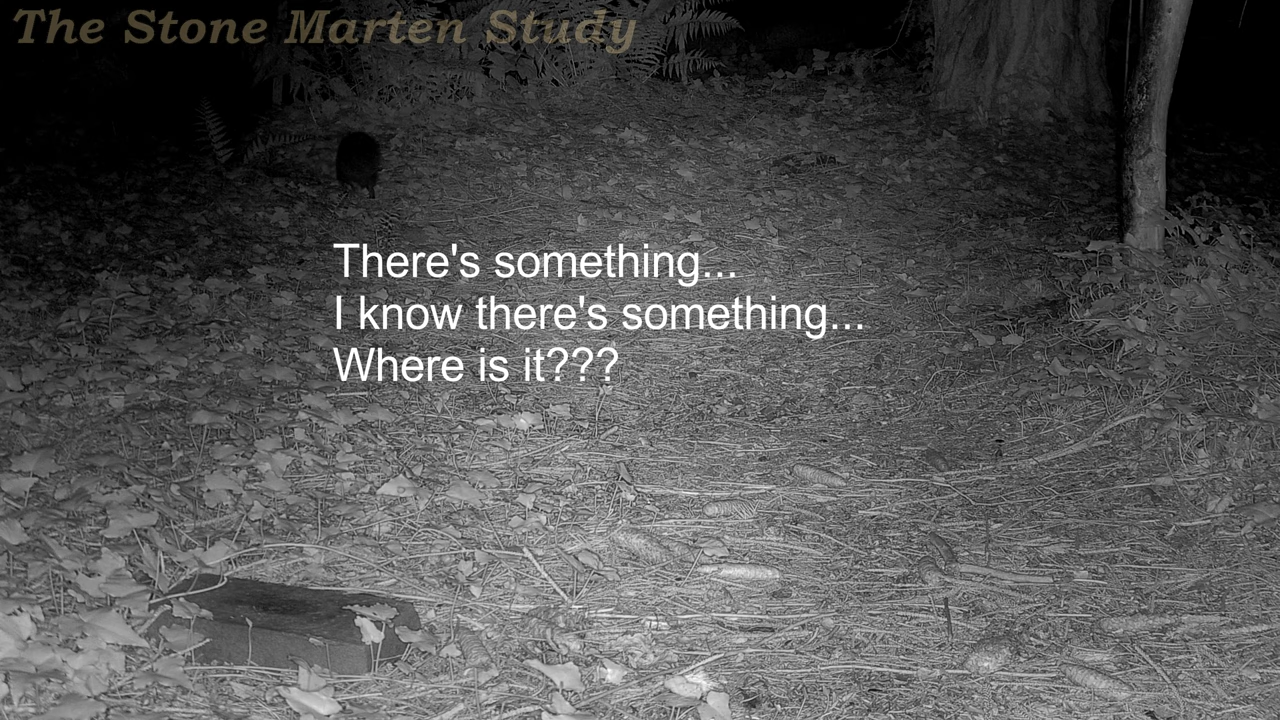 The Stone Marten Study
There's something...
I know there's something...
Where is it???